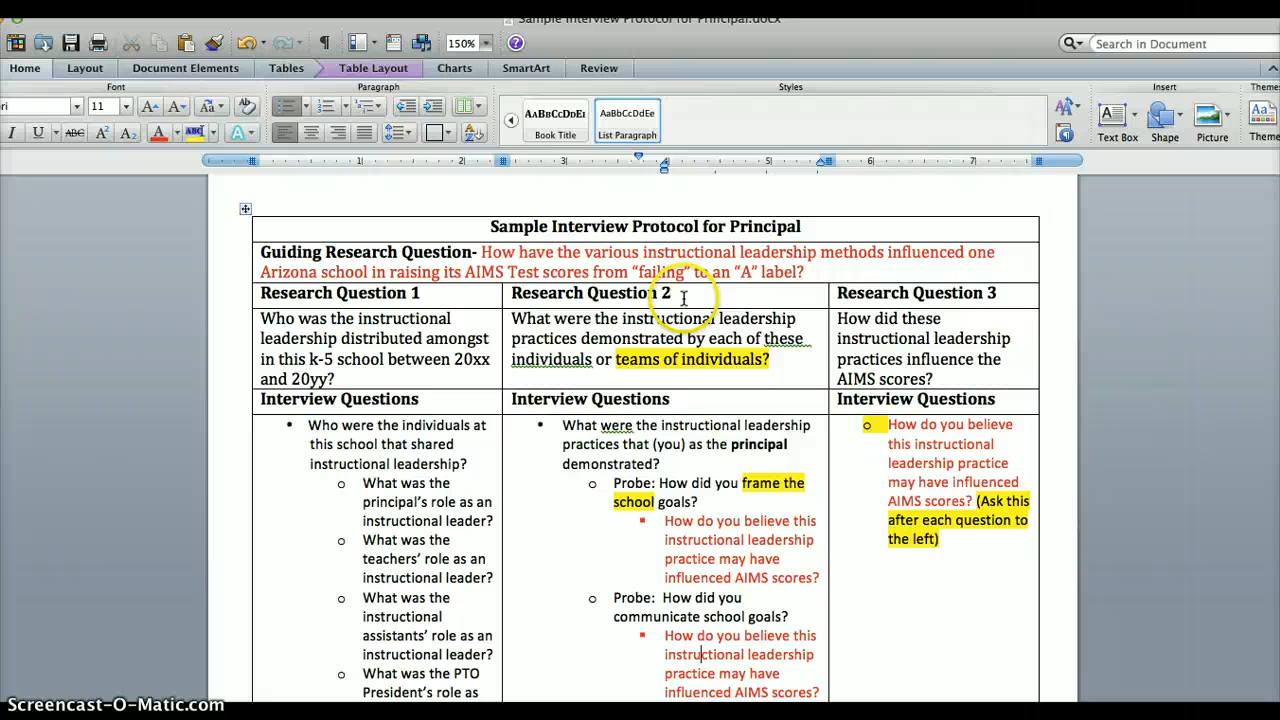 Sample Interview Protocol for Principal.docx
150%
Search in Document
Home Layout Document Elements Tables Table Layout Charts SmartArt Review
Font Paragraph Styles Insert Themes
11
AaBbCcDdEe AaBbCcDdEe
Book Title List Paragraph
Text Box Shape Picture Theme
1 2 3 4 5 6 7
Sample Interview Protocol for Principal
Guiding Research Question- How have the various instructional leadership methods influenced one
Arizona school in raising its AIMS Test scores from “failing” to an “A” label?
Research Question 1
Who was the instructional
leadership distributed amongst
in this k-5 school between 20xx
and 20yy?
Interview Questions
• Who were the individuals at
this school that shared
instructional leadership?
o What was the
principal’s role as an
instructional leader?
o What was the
teachers’ role as an
instructional leader?
o What was the
instructional
assistants’ role as an
instructional leader?
o What was the PTO
President’s role as
Research Question 2
What were the instructional leadership
practices demonstrated by each of these
individuals or teams of individuals?
Interview Questions
• What were the instructional leadership
practices that (you) as the principal
demonstrated?
o Probe: How did you frame the
school goals?
▪ How do you believe this
instructional leadership
practice may have
influenced AIMS scores?
o Probe: How did you
communicate school goals?
▪ How do you believe this
instructional leadership
practice may have
influenced AIMS scores?
Research Question 3
How did these
instructional leadership
practices influence the
AIMS scores?
Interview Questions
o How do you believe
this instructional
leadership practice
may have influenced
AIMS scores? (Ask this
after each question to
the left)
Screencast-O-Matic.com